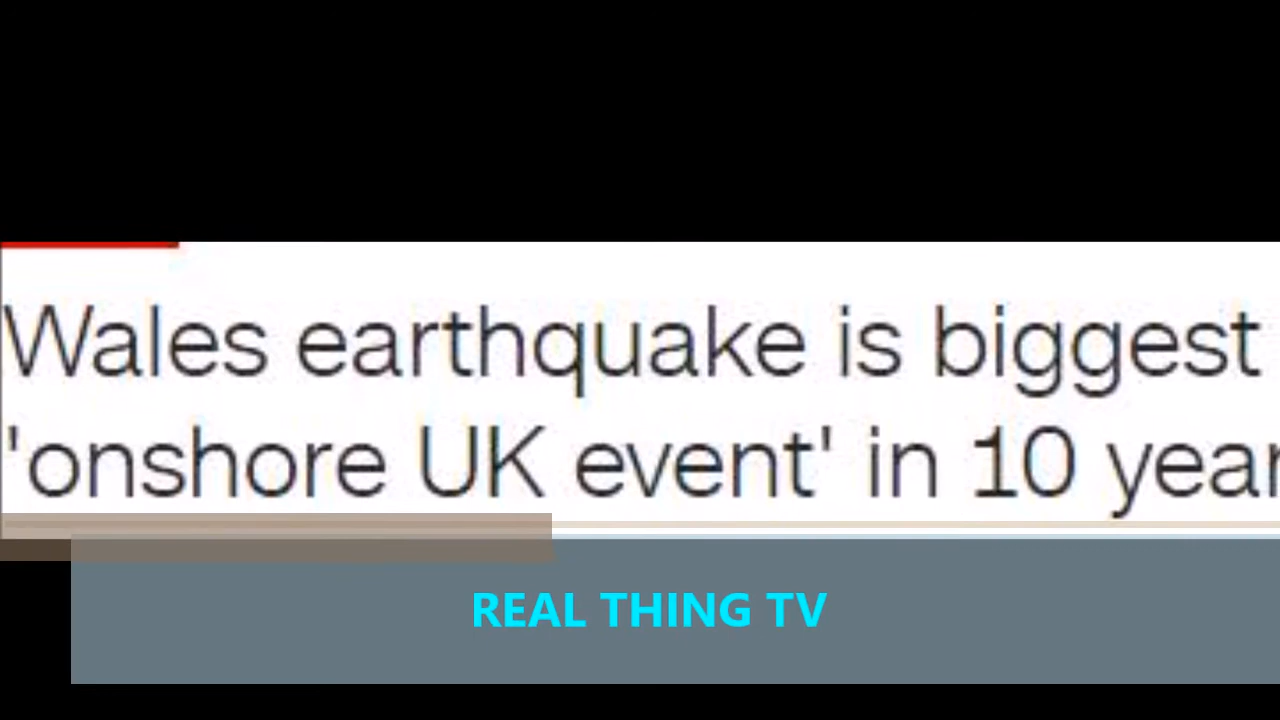 Wales earthquake is biggest
'onshore UK event' in 10 year
REAL THING TV